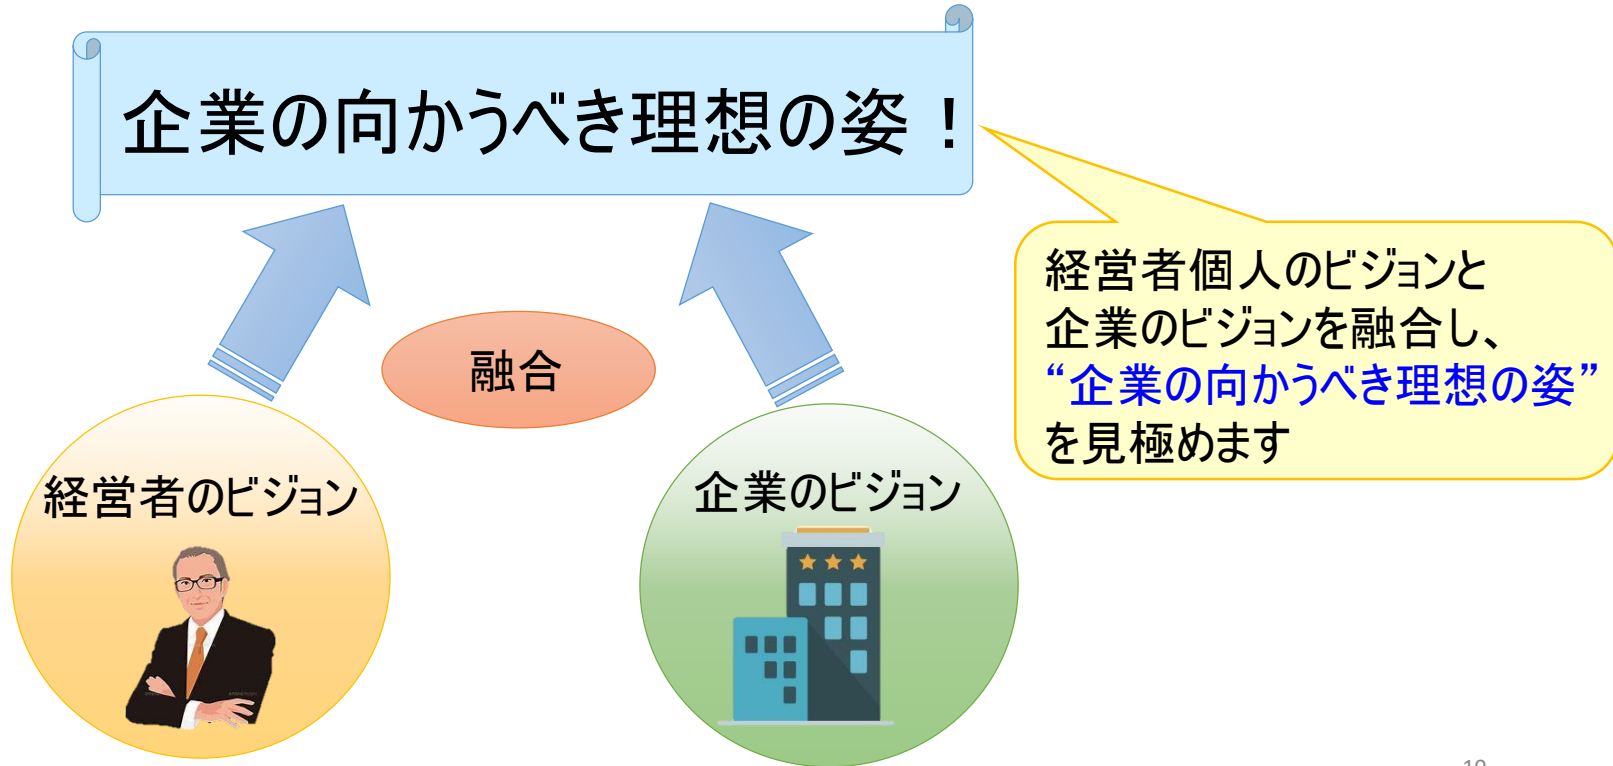 企業の向かうべき理想の姿！
経営者個人のビジョンと
企業のビジョンを融合し、
“企業の向かうべき理想の姿”
を見極めます
融合
経営者のビジョン
企業のビジョン